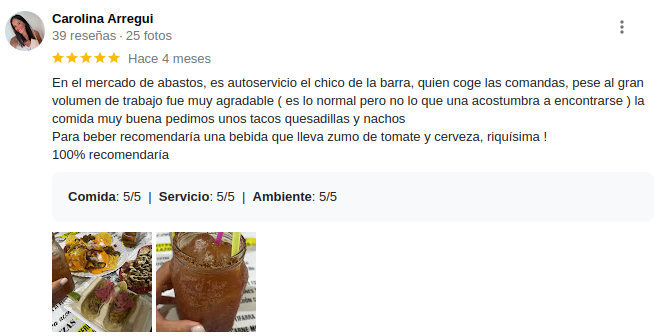 Carolina Arregui
39 reseñas · 25 fotos
Hace 4 meses
En el mercado de abastos, es autoservicio el chico de la barra, quien coge las comandas, pese al gran
volumen de trabajo fue muy agradable ( es lo normal pero no lo que una acostumbra a encontrarse ) la
comida muy buena pedimos unos tacos quesadillas y nachos
Para beber recomendaría una bebida que lleva zumo de tomate y cerveza, riquísima !
100% recomendaría
Comida: 5/5 | Servicio: 5/5 | Ambiente: 5/5